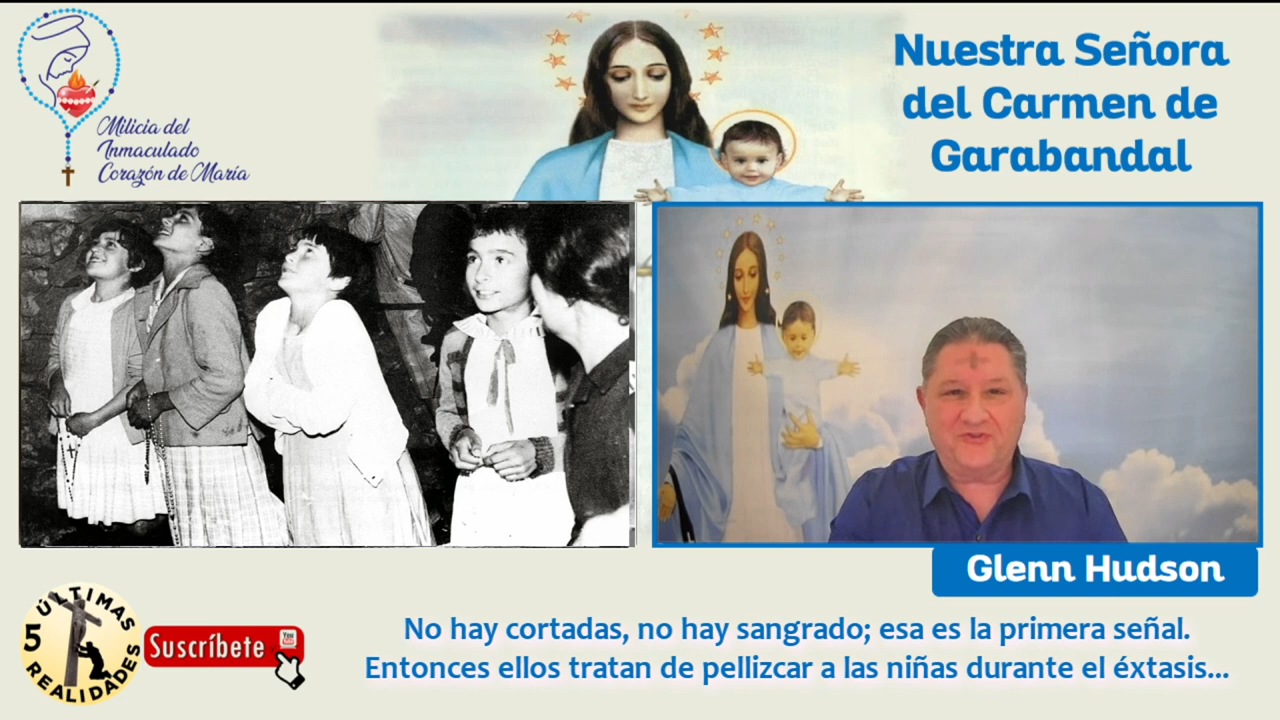 Milicia del
Inmaculado
Corazón de María
Nuestra Señora
del Carmen de
Garabandal
Glenn Hudson
5 ÚLTIMAS
REALIDADES
Suscríbete
You
Tube
No hay cortadas, no hay sangrado; esa es la primera señal.
Entonces ellos tratan de pellizcar a las niñas durante el éxtasis...